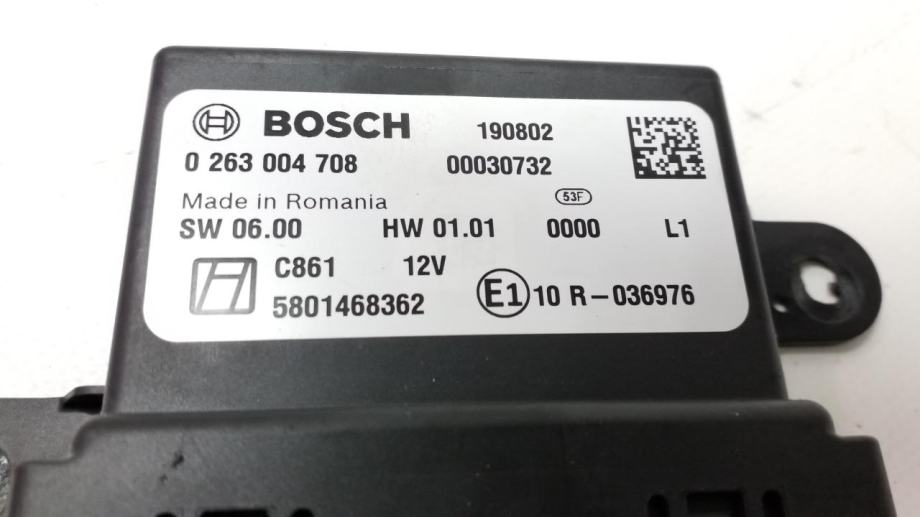 BOSCH 190802
0 263 004 708 00030732
Made in Romania 53F
SW 06.00 HW 01.01 0000 L1
C861 12V
5801468362 E1 10 R-036976